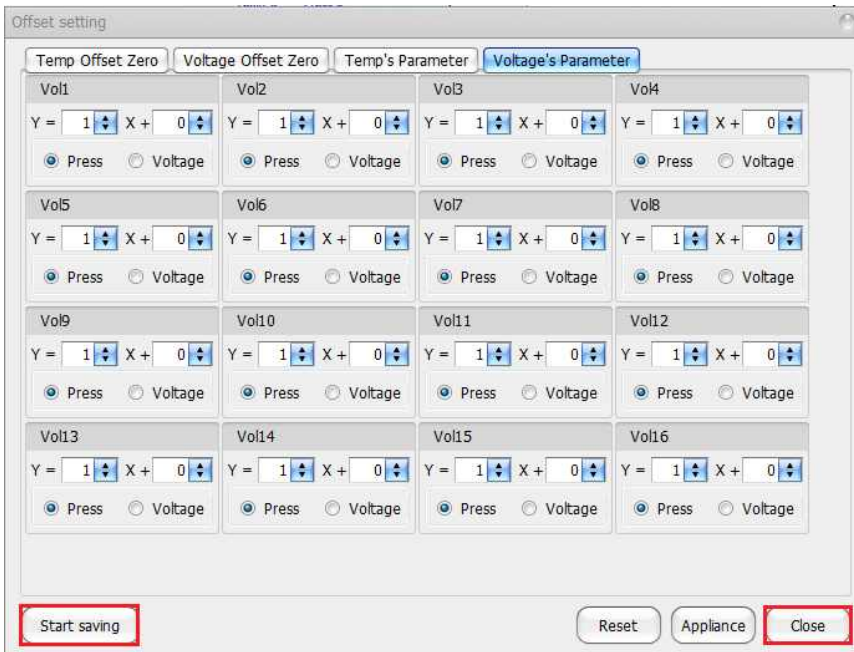 Offset setting
Temp Offset Zero Voltage Offset Zero Temp's Parameter Voltage's Parameter
Vol1 Vol2 Vol3 Vol4
Y = 1 X + 0 Y = 1 X + 0 Y = 1 X + 0 Y = 1 X + 0
Press Voltage Press Voltage Press Voltage Press Voltage
Vol5 Vol6 Vol7 Vol8
Y = 1 X + 0 Y = 1 X + 0 Y = 1 X + 0 Y = 1 X + 0
Press Voltage Press Voltage Press Voltage Press Voltage
Vol9 Vol10 Vol11 Vol12
Y = 1 X + 0 Y = 1 X + 0 Y = 1 X + 0 Y = 1 X + 0
Press Voltage Press Voltage Press Voltage Press Voltage
Vol13 Vol14 Vol15 Vol16
Y = 1 X + 0 Y = 1 X + 0 Y = 1 X + 0 Y = 1 X + 0
Press Voltage Press Voltage Press Voltage Press Voltage
Start saving Reset Appliance Close